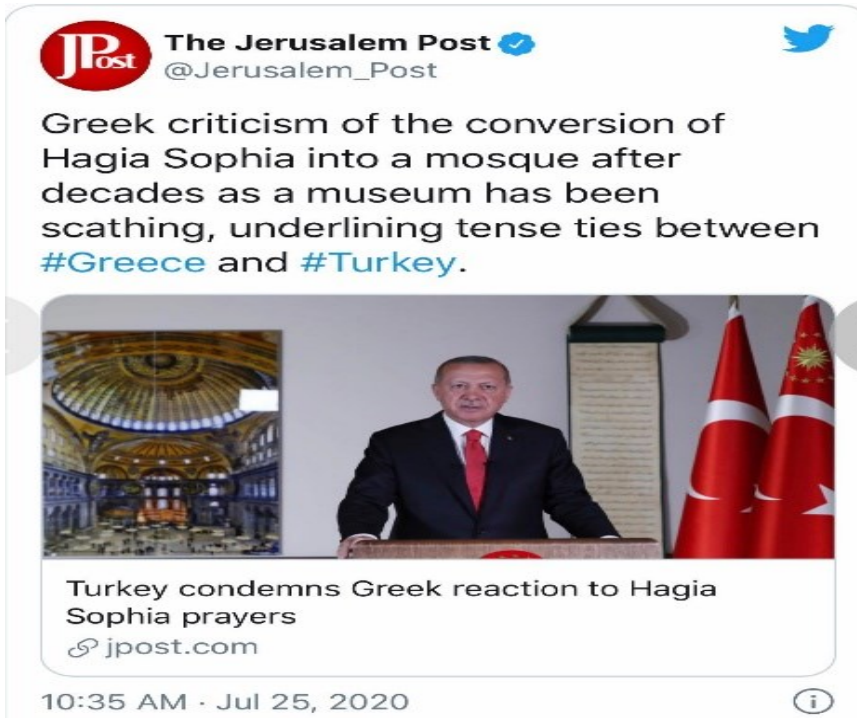 JPost
The Jerusalem Post
@Jerusalem_Post
Greek criticism of the conversion of
Hagia Sophia into a mosque after
decades as a museum has been
scathing, underlining tense ties between
#Greece and #Turkey.
Turkey condemns Greek reaction to Hagia
Sophia prayers
jpost.com
10:35 AM · Jul 25, 2020